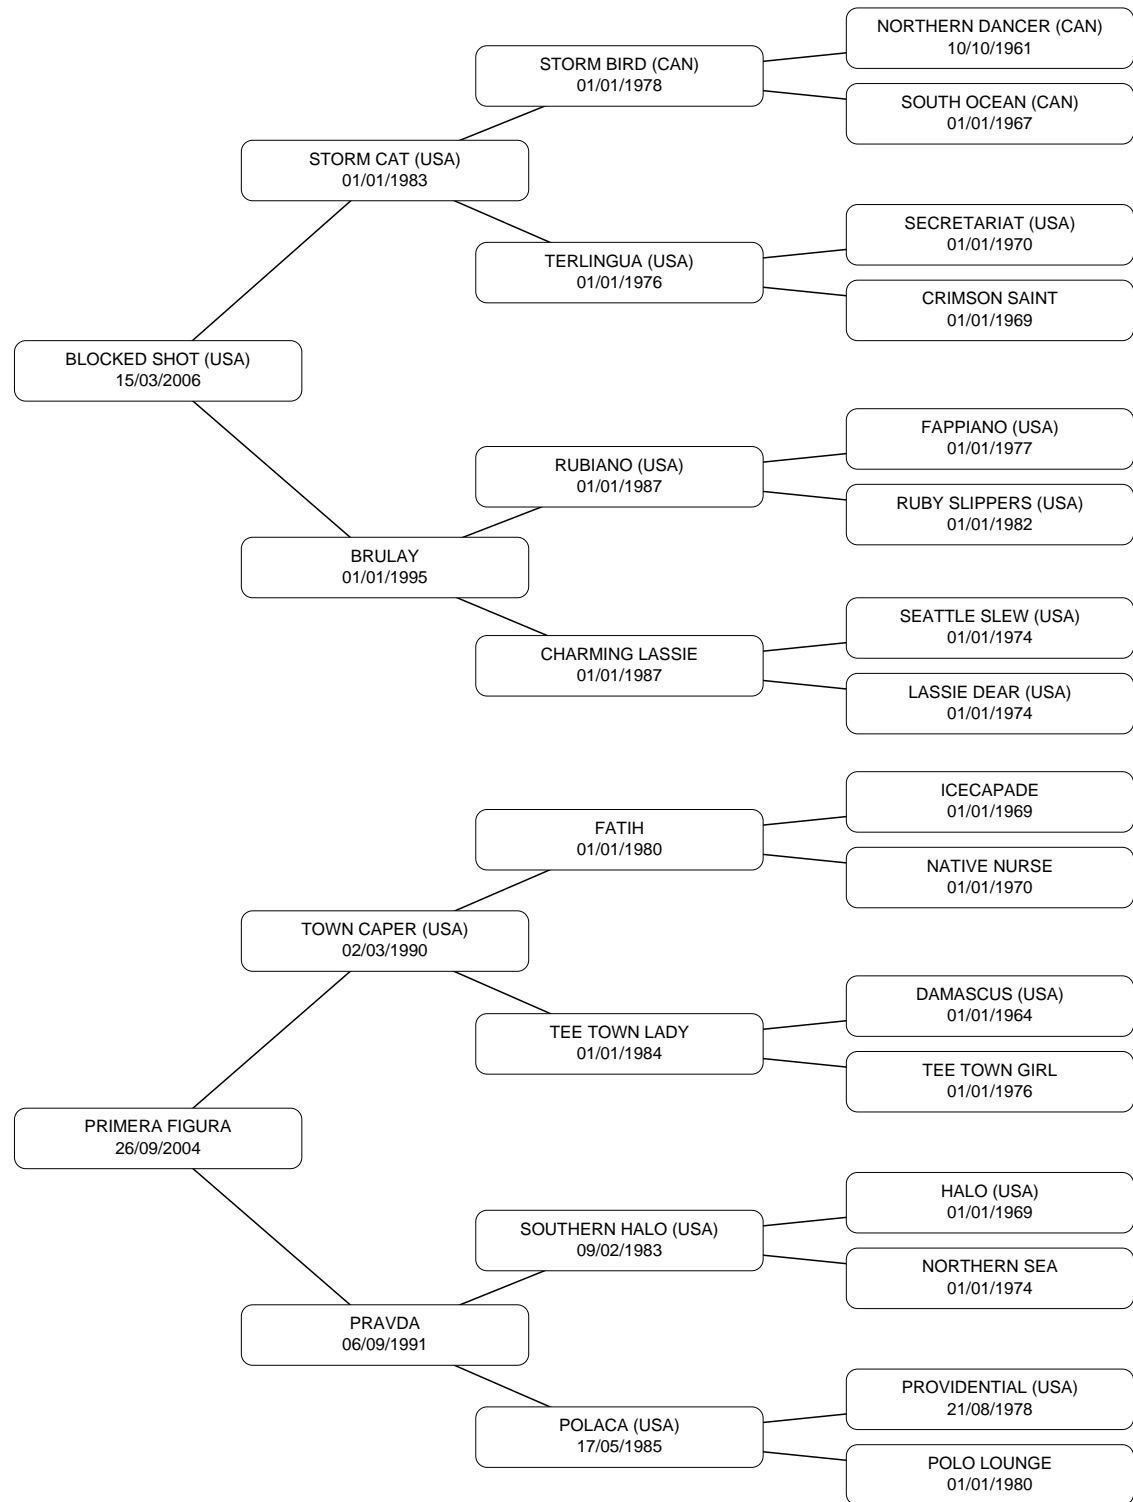 NORTHERN DANCER (CAN)
10/10/1961
STORM BIRD (CAN)
01/01/1978
SOUTH OCEAN (CAN)
01/01/1967
STORM CAT (USA)
01/01/1983
SECRETARIAT (USA)
01/01/1970
TERLINGUA (USA)
01/01/1976
CRIMSON SAINT
01/01/1969
BLOCKED SHOT (USA)
15/03/2006
FAPPIANO (USA)
01/01/1977
RUBIANO (USA)
01/01/1987
RUBY SLIPPERS (USA)
01/01/1982
BRULAY
01/01/1995
SEATTLE SLEW (USA)
01/01/1974
CHARMING LASSIE
01/01/1987
LASSIE DEAR (USA)
01/01/1974
ICECAPADE
01/01/1969
FATIH
01/01/1980
NATIVE NURSE
01/01/1970
TOWN CAPER (USA)
02/03/1990
DAMASCUS (USA)
01/01/1964
TEE TOWN LADY
01/01/1984
TEE TOWN GIRL
01/01/1976
PRIMERA FIGURA
26/09/2004
HALO (USA)
01/01/1969
SOUTHERN HALO (USA)
09/02/1983
NORTHERN SEA
01/01/1974
PRAVDA
06/09/1991
PROVIDENTIAL (USA)
21/08/1978
POLACA (USA)
17/05/1985
POLO LOUNGE
01/01/1980